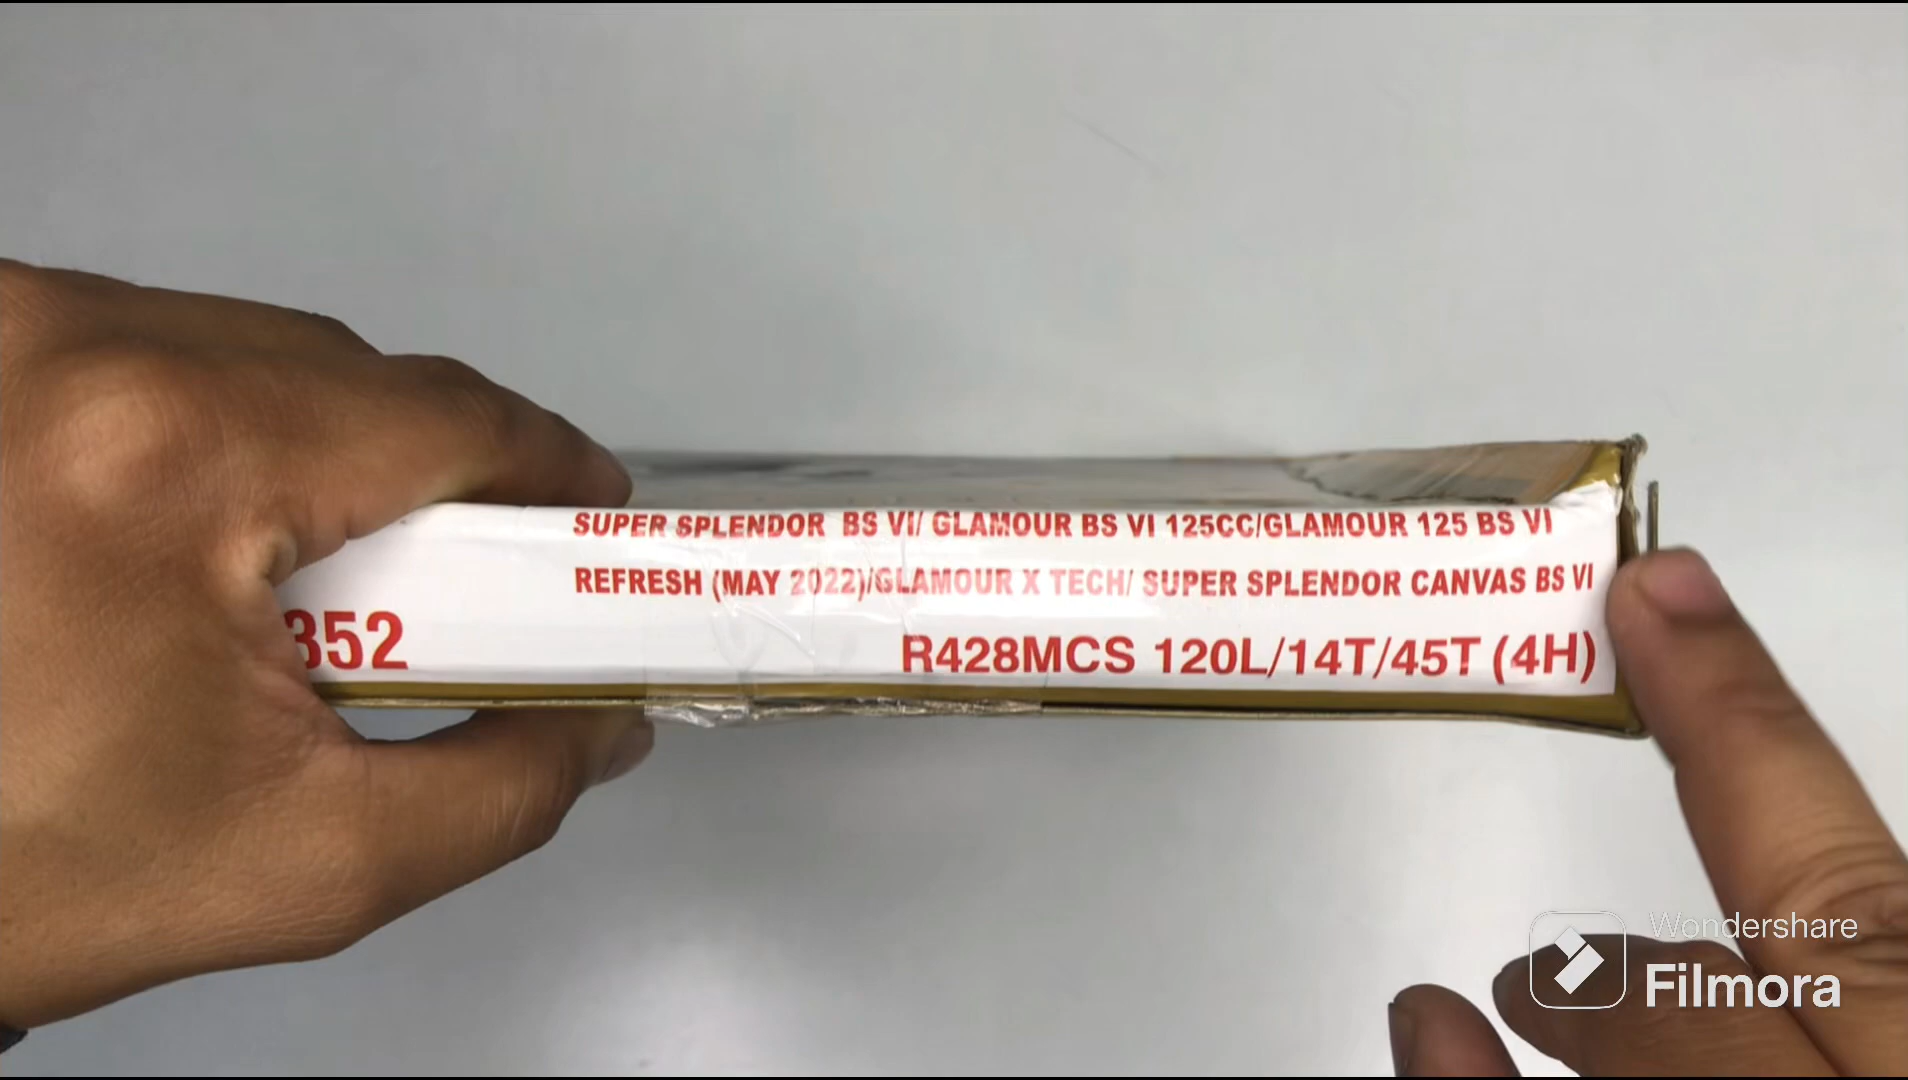 SUPER SPLENDOR BS VI/ GLAMOUR BS VI 125CC/GLAMOUR 125 BS VI
REFRESH (MAY 2022)/GLAMOUR X TECH/ SUPER SPLENDOR CANVAS BS VI
352
R428MCS 120L/14T/45T (4H)
Wondershare
Filmora